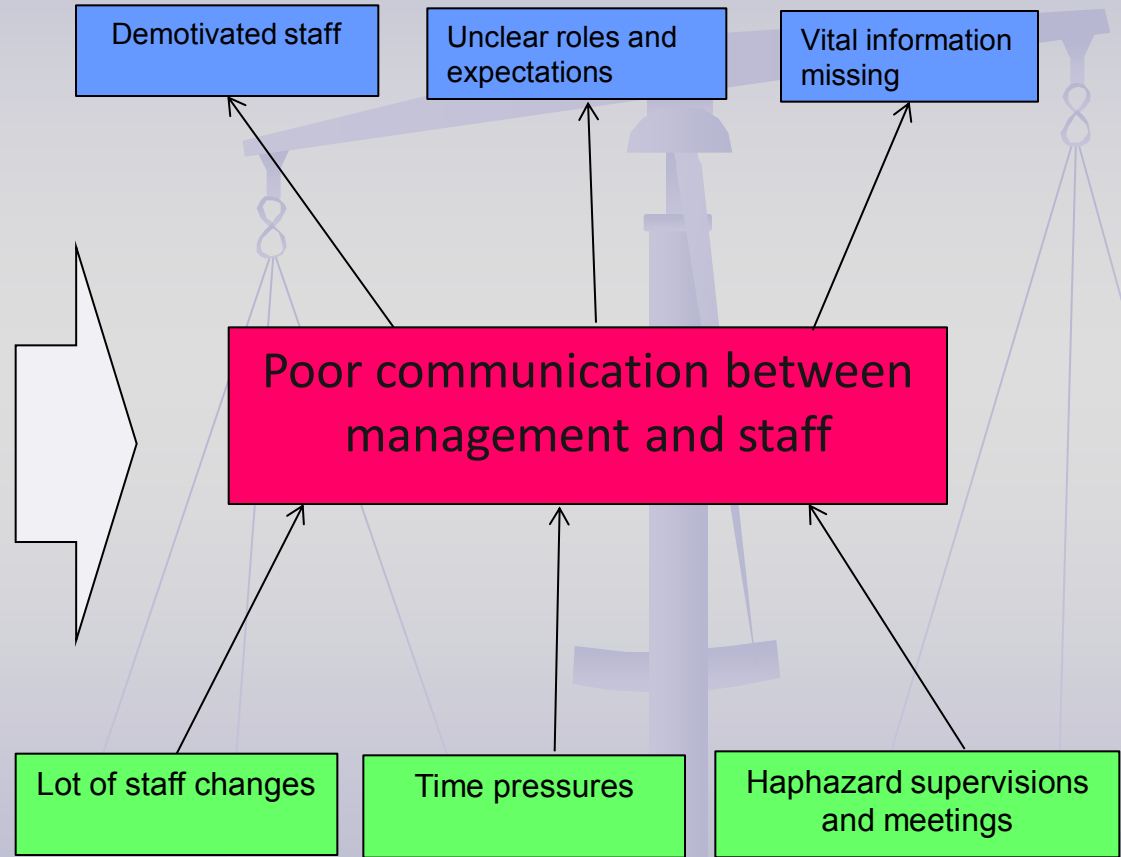 Demotivated staff
Unclear roles and
expectations
Vital information
missing
Poor communication between
management and staff
Lot of staff changes
Time pressures
Haphazard supervisions
and meetings